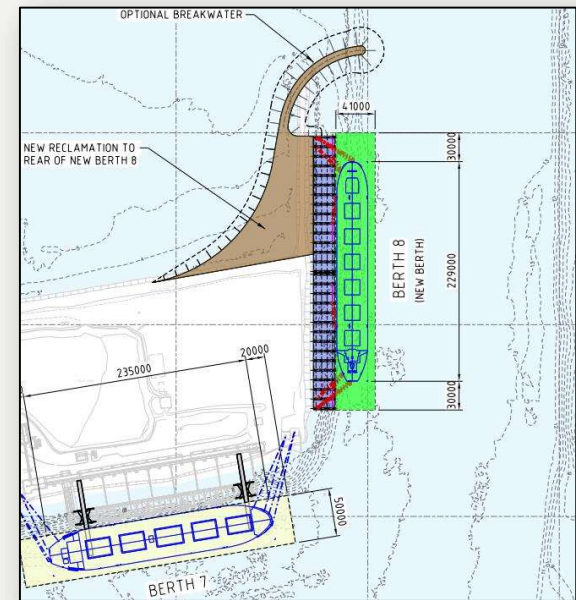 OPTIONAL BREAKWATER
41000
NEW RECLAMATION TO
REAR OF NEW BERTH 8
30000
229000
BERTH 8
(NEW BERTH)
30000
235000
20000
50000
BERTH 7